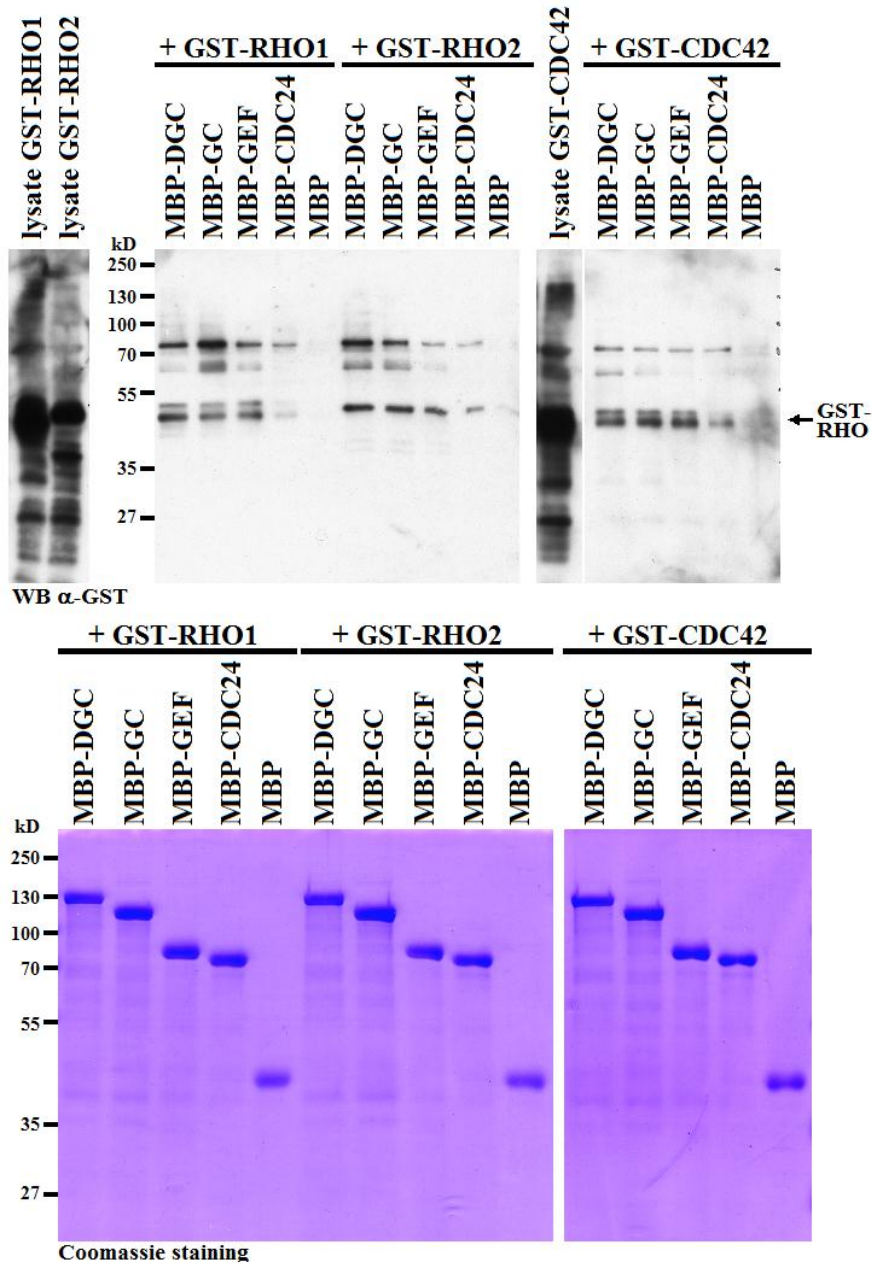 lysate GST-RHO1
lysate GST-RHO2
+ GST-RHO1
MBP-DGC
MBP-GC
MBP-GEF
MBP-CDC24
MBP
+ GST-RHO2
MBP-DGC
MBP-GC
MBP-GEF
MBP-CDC24
MBP
lysate GST-CDC42
+ GST-CDC42
MBP-DGC
MBP-GC
MBP-GEF
MBP-CDC24
MBP
kD
250
130
100
70
55
35
27
GST-
RHO
WB α-GST
+ GST-RHO1
MBP-DGC
MBP-GC
MBP-GEF
MBP-CDC24
MBP
+ GST-RHO2
MBP-DGC
MBP-GC
MBP-GEF
MBP-CDC24
MBP
+ GST-CDC42
MBP-DGC
MBP-GC
MBP-GEF
MBP-CDC24
MBP
kD
250
130
100
70
55
35
27
Coomassie staining